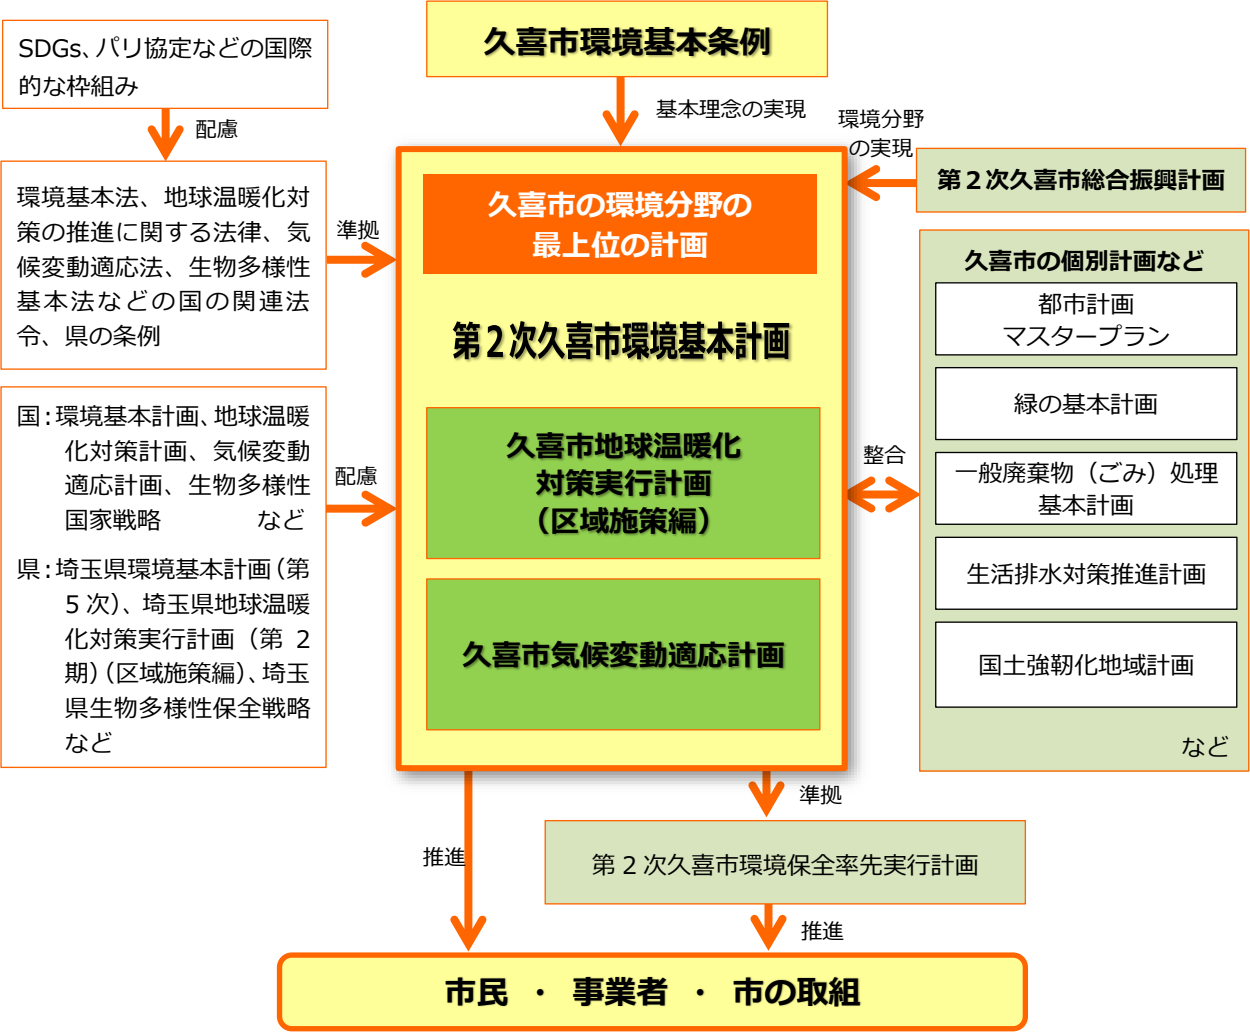 久喜市環境基本条例
SDGs、パリ協定などの国際
的な枠組み
基本理念の実現
配慮
環境分野
の実現
第２次久喜市総合振興計画
環境基本法、地球温暖化対
策の推進に関する法律、気
候変動適応法、生物多様性
基本法などの国の関連法
令、県の条例
準拠
久喜市の環境分野の
最上位の計画
第２次久喜市環境基本計画
久喜市の個別計画など
都市計画
マスタープラン
緑の基本計画
一般廃棄物（ごみ）処理
基本計画
生活排水対策推進計画
国土強靭化地域計画
など
整合
国：環境基本計画、地球温暖
化対策計画、気候変動
適応計画、生物多様性
国家戦略 など
県：埼玉県環境基本計画（第
５次）、埼玉県地球温暖
化対策実行計画（第 2
期）（区域施策編）、埼玉
県生物多様性保全戦略
など
配慮
久喜市地球温暖化
対策実行計画
（区域施策編）
久喜市気候変動適応計画
準拠
推進
第２次久喜市環境保全率先実行計画
推進
市民 ・ 事業者 ・ 市の取組